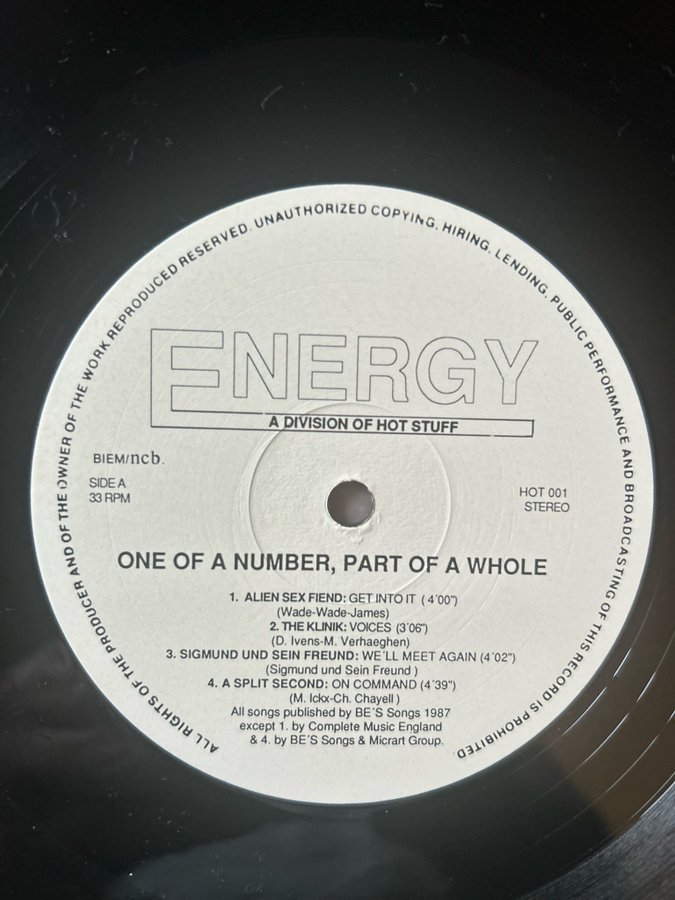 ALL RIGHTS OF THE PRODUCER AND OF THE OWNER OF THE WORK REPRODUCED RESERVED. UNAUTHORIZED COPYING, HIRING, LENDING, PUBLIC PERFORMANCE AND BROADCASTING OF THIS RECORD IS PROHIBITED.
ENERGY
A DIVISION OF HOT STUFF
BIEM/ncb.
SIDE A
33 RPM
HOT 001
STEREO
ONE OF A NUMBER, PART OF A WHOLE
1. ALIEN SEX FIEND: GET INTO IT ( 4´00")
(Wade-Wade-James)
2. THE KLINIK: VOICES (3´06")
(D. Ivens-M. Verhaeghen)
3. SIGMUND UND SEIN FREUND: WE´LL MEET AGAIN (4´02")
(Sigmund und Sein Freund )
4. A SPLIT SECOND: ON COMMAND (4´39")
(M. Ickx-Ch. Chayell )
All songs published by BE´S Songs 1987
except 1. by Complete Music England
& 4. by BE´S Songs & Micrart Group.